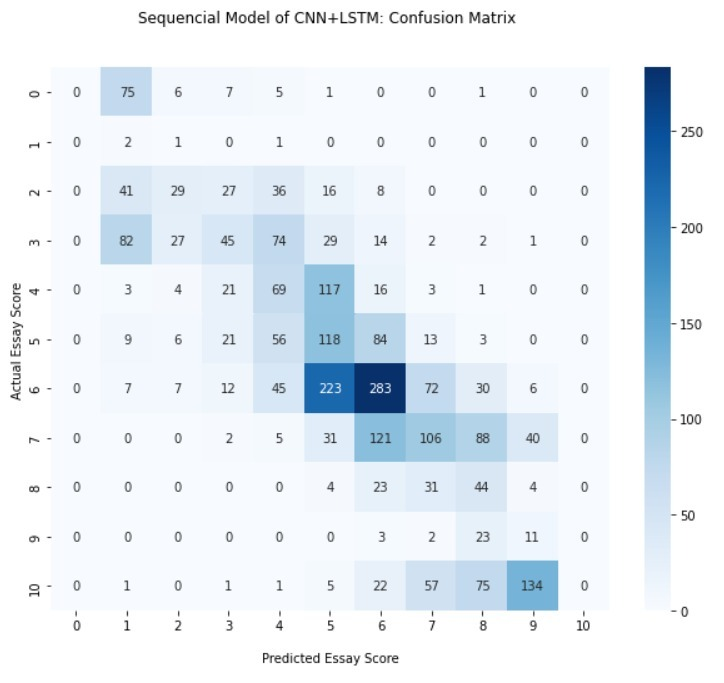 Sequencial Model of CNN+LSTM: Confusion Matrix
0 0 75 6 7 5 1 0 0 1 0 0
1 0 2 1 0 1 0 0 0 0 0 0
2 0 41 29 27 36 16 8 0 0 0 0
3 0 82 27 45 74 29 14 2 2 1 0
4 0 3 4 21 69 117 16 3 1 0 0
5 0 9 6 21 56 118 84 13 3 0 0
6 0 7 7 12 45 223 283 72 30 6 0
7 0 0 0 2 5 31 121 106 88 40 0
8 0 0 0 0 0 4 23 31 44 4 0
9 0 0 0 0 0 0 3 2 23 11 0
10 0 1 0 1 1 5 22 57 75 134 0
0 1 2 3 4 5 6 7 8 9 10
Predicted Essay Score
Actual Essay Score
250
200
150
100
50
0